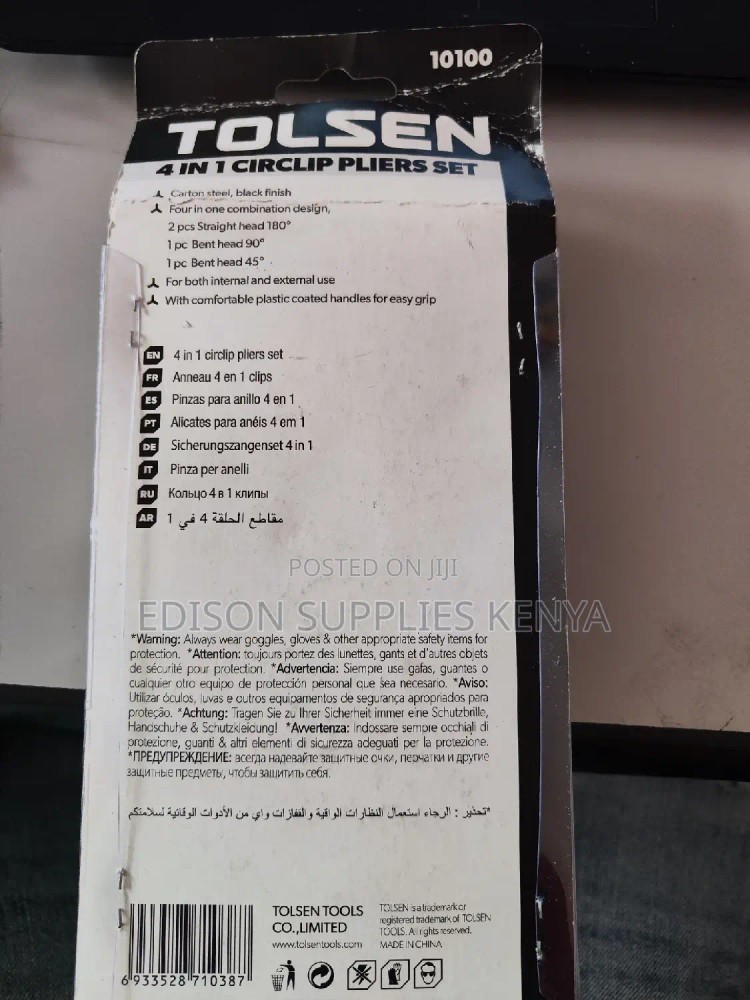 10100
TOLSEN
4 IN 1 CIRCLIP PLIERS SET
Carton steel, black finish
Four in one combination design,
2 pcs Straight head 180°
1 pc Bent head 90°
1 pc Bent head 45°
For both internal and external use
With comfortable plastic coated handles for easy grip
EN 4 in 1 circlip pliers set
FR Anneau 4 en 1 clips
ES Pinzas para anillo 4 en 1
PT Alicates para anéis 4 em 1
DE Sicherungszangenset 4 in 1
IT Pinza per anelli
RU Кольцо 4 в 1 клипы
AR مقاطع الحلقة 4 في 1
POSTED ON JIJI
EDISON SUPPLIES KENYA
*Warning: Always wear goggles, gloves & other appropriate safety items for
protection. *Attention: toujours portez des lunettes, gants et d'autres objets
de sécurité pour protection. *Advertencia: Siempre use gafas, guantes o
cualquier otro equipo de protección personal que sea necesario. *Aviso:
Utilizar óculos, luvas e outros equipamentos de segurança apropriados para
proteção. *Achtung: Tragen Sie zu Ihrer Sicherheit immer eine Schutzbrille,
Handschuhe & Schutzkleidung! *Avvertenza: Indossare sempre occhiali di
protezione, guanti & altri elementi di sicurezza adeguati per la protezione.
*ПРЕДУПРЕЖДЕНИЕ: всегда надевайте защитные очки, перчатки и другие
защитные предметы, чтобы защитить себя.
*تحذير : الرجاء استعمال النظارات الواقية و القفازات واي من الأدوات الوقائية لسلامتكم
6 933528 710387
TOLSEN TOOLS
CO.,LIMITED
www.tolsentools.com
TOLSEN is a trademark or
registered trademark of TOLSEN
TOOLS. All rights reserved.
MADE IN CHINA